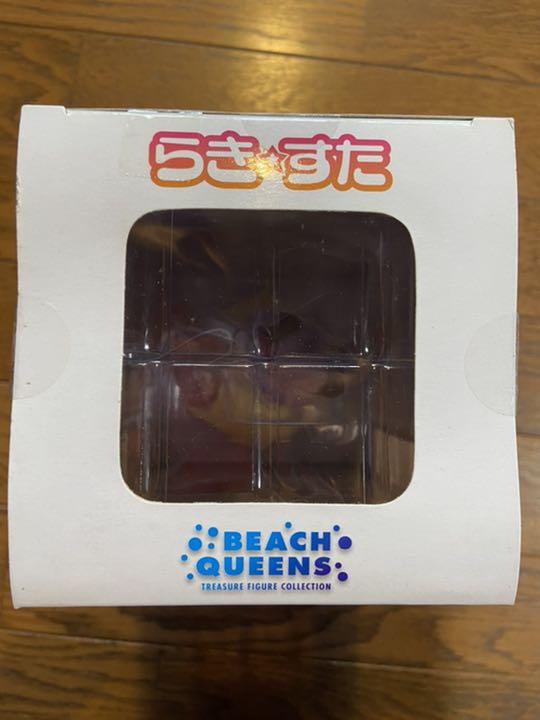 らき☆すた
BEACH
QUEENS
TREASURE FIGURE COLLECTION